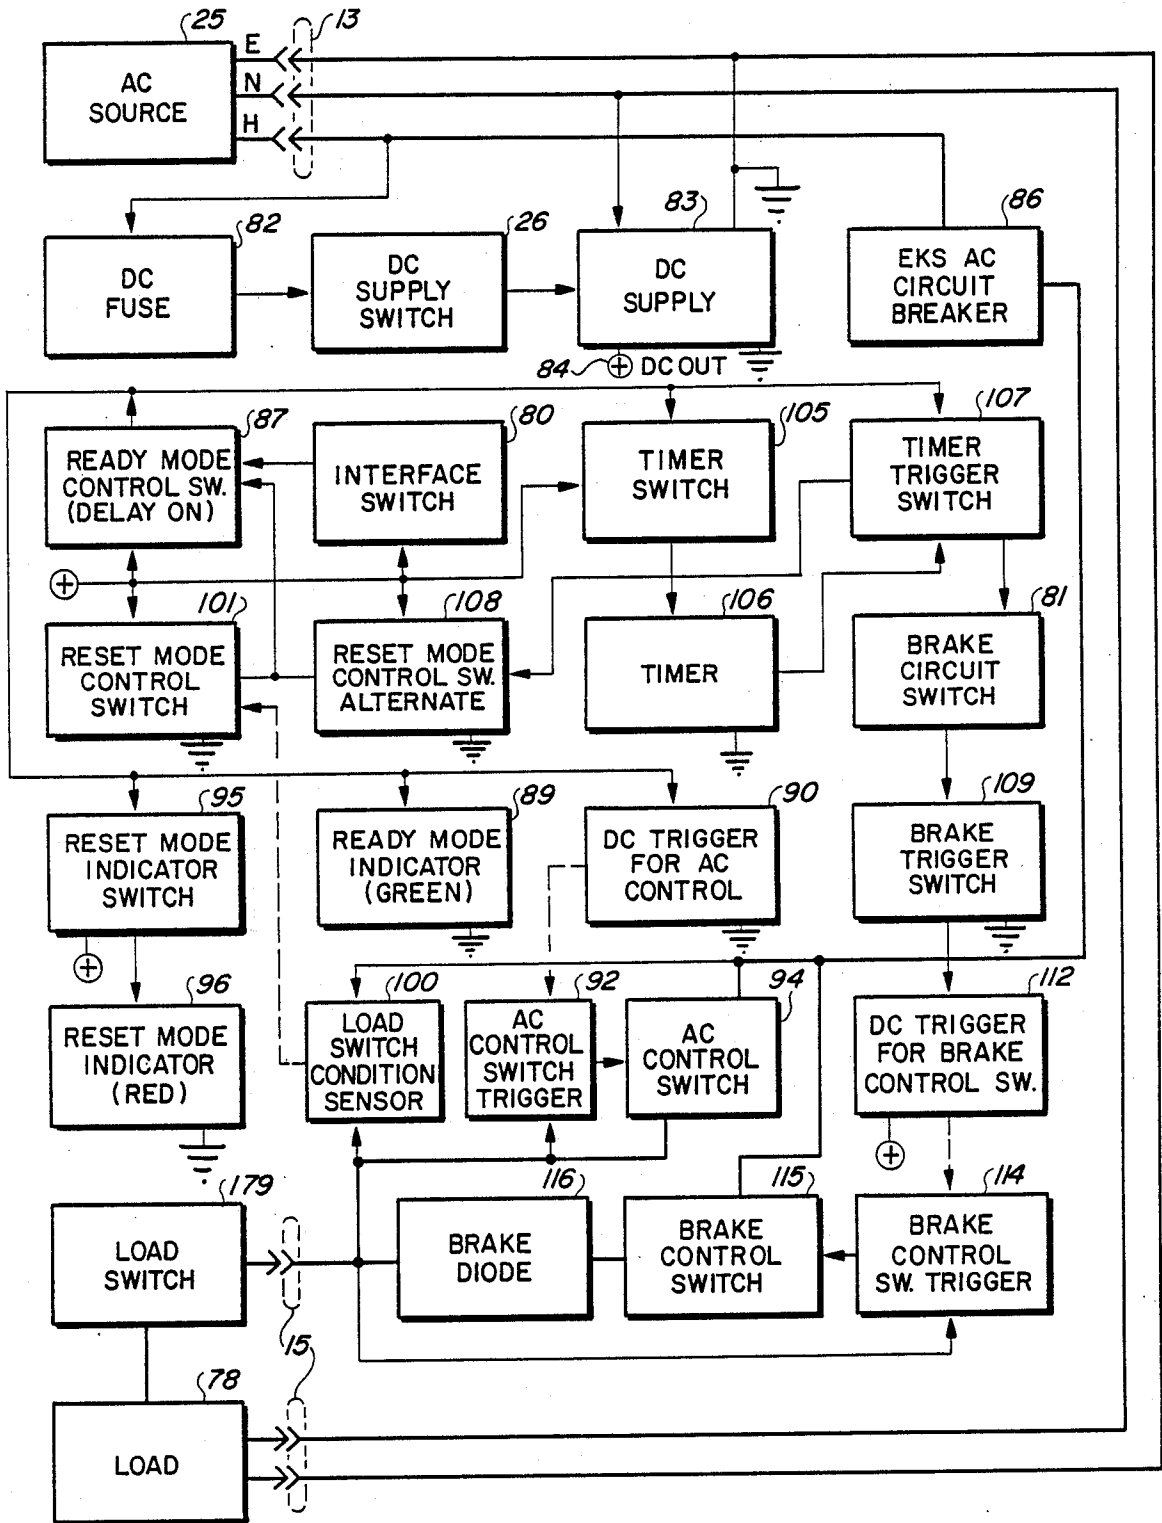 25
13
AC
SOURCE
E
N
H
82
DC
FUSE
26
DC
SUPPLY
SWITCH
83
DC
SUPPLY
84
DC OUT
86
EKS AC
CIRCUIT
BREAKER
87
READY MODE
CONTROL SW.
(DELAY ON)
80
INTERFACE
SWITCH
105
TIMER
SWITCH
107
TIMER
TRIGGER
SWITCH
101
RESET MODE
CONTROL
SWITCH
108
RESET MODE
CONTROL SW.
ALTERNATE
106
TIMER
81
BRAKE
CIRCUIT
SWITCH
95
RESET MODE
INDICATOR
SWITCH
89
READY MODE
INDICATOR
(GREEN)
90
DC TRIGGER
FOR AC
CONTROL
109
BRAKE
TRIGGER
SWITCH
96
RESET MODE
INDICATOR
(RED)
100
LOAD
SWITCH
CONDITION
SENSOR
92
AC
CONTROL
SWITCH
TRIGGER
94
AC
CONTROL
SWITCH
112
DC TRIGGER
FOR BRAKE
CONTROL SW.
179
LOAD
SWITCH
116
BRAKE
DIODE
115
BRAKE
CONTROL
SWITCH
114
BRAKE
CONTROL
SW. TRIGGER
15
78
LOAD